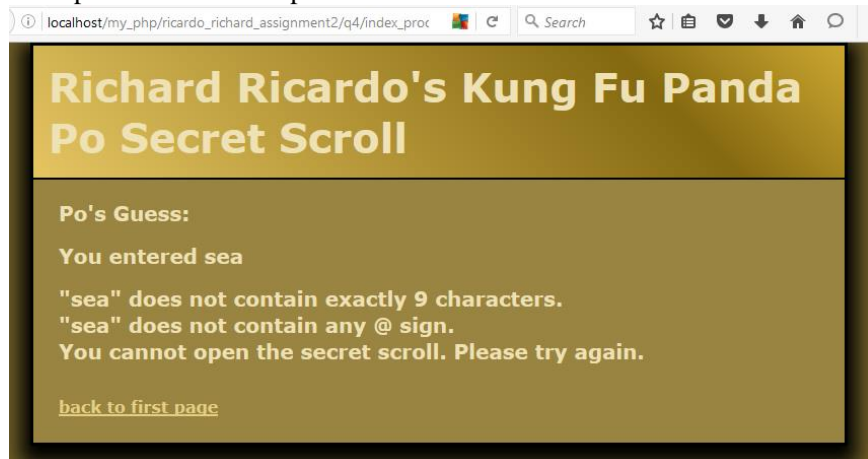 localhost/my_php/ricardo_richard_assignment2/q4/index_proc
Search
Richard Ricardo's Kung Fu Panda
Po Secret Scroll
Po's Guess:
You entered sea
"sea" does not contain exactly 9 characters.
"sea" does not contain any @ sign.
You cannot open the secret scroll. Please try again.
back to first page